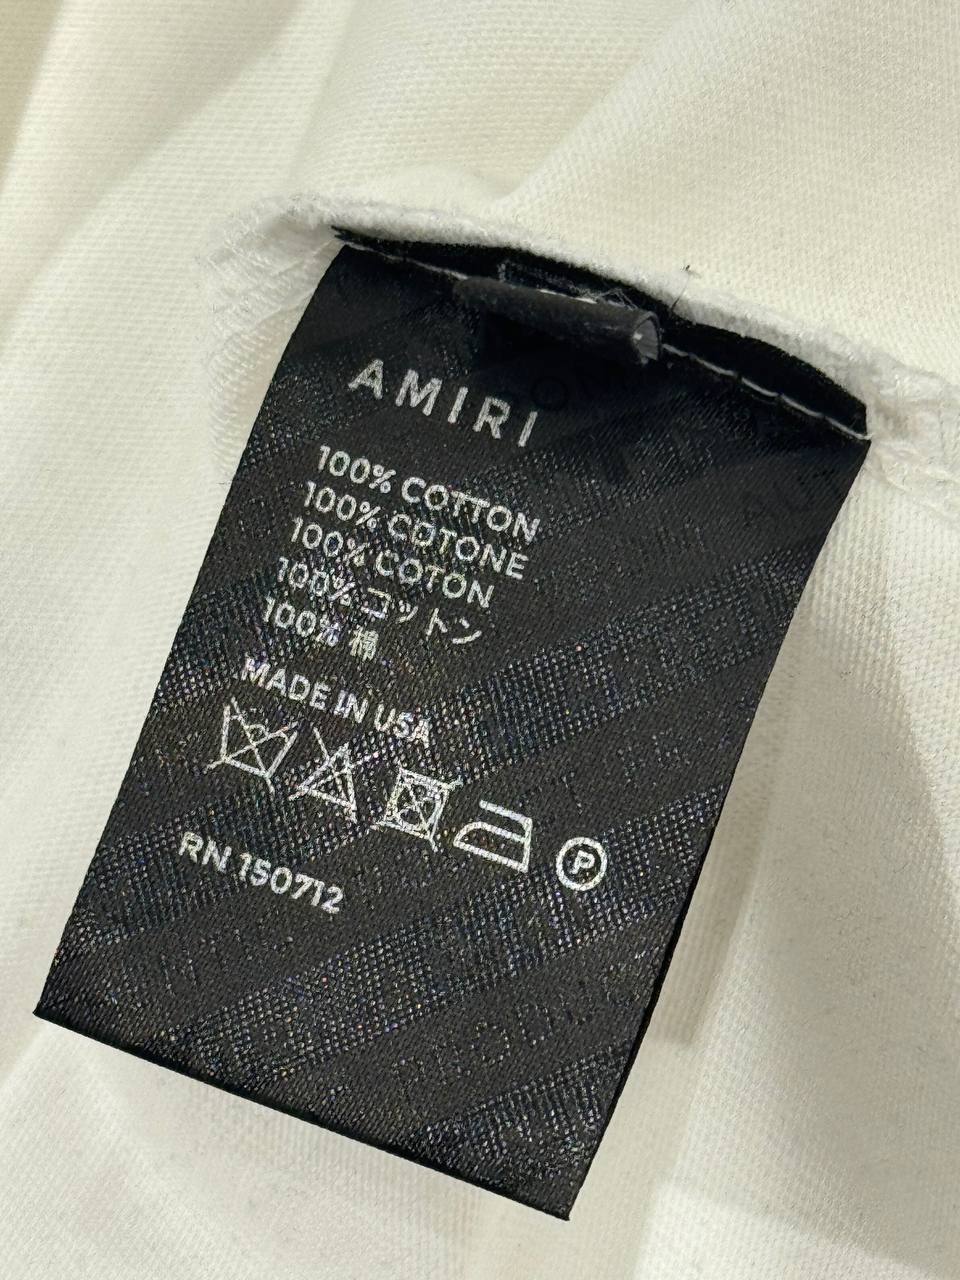 AMIRI
100% COTTON
100% COTONE
100% COTON
100% コットン
100% 棉
MADE IN USA
P
RN 150712